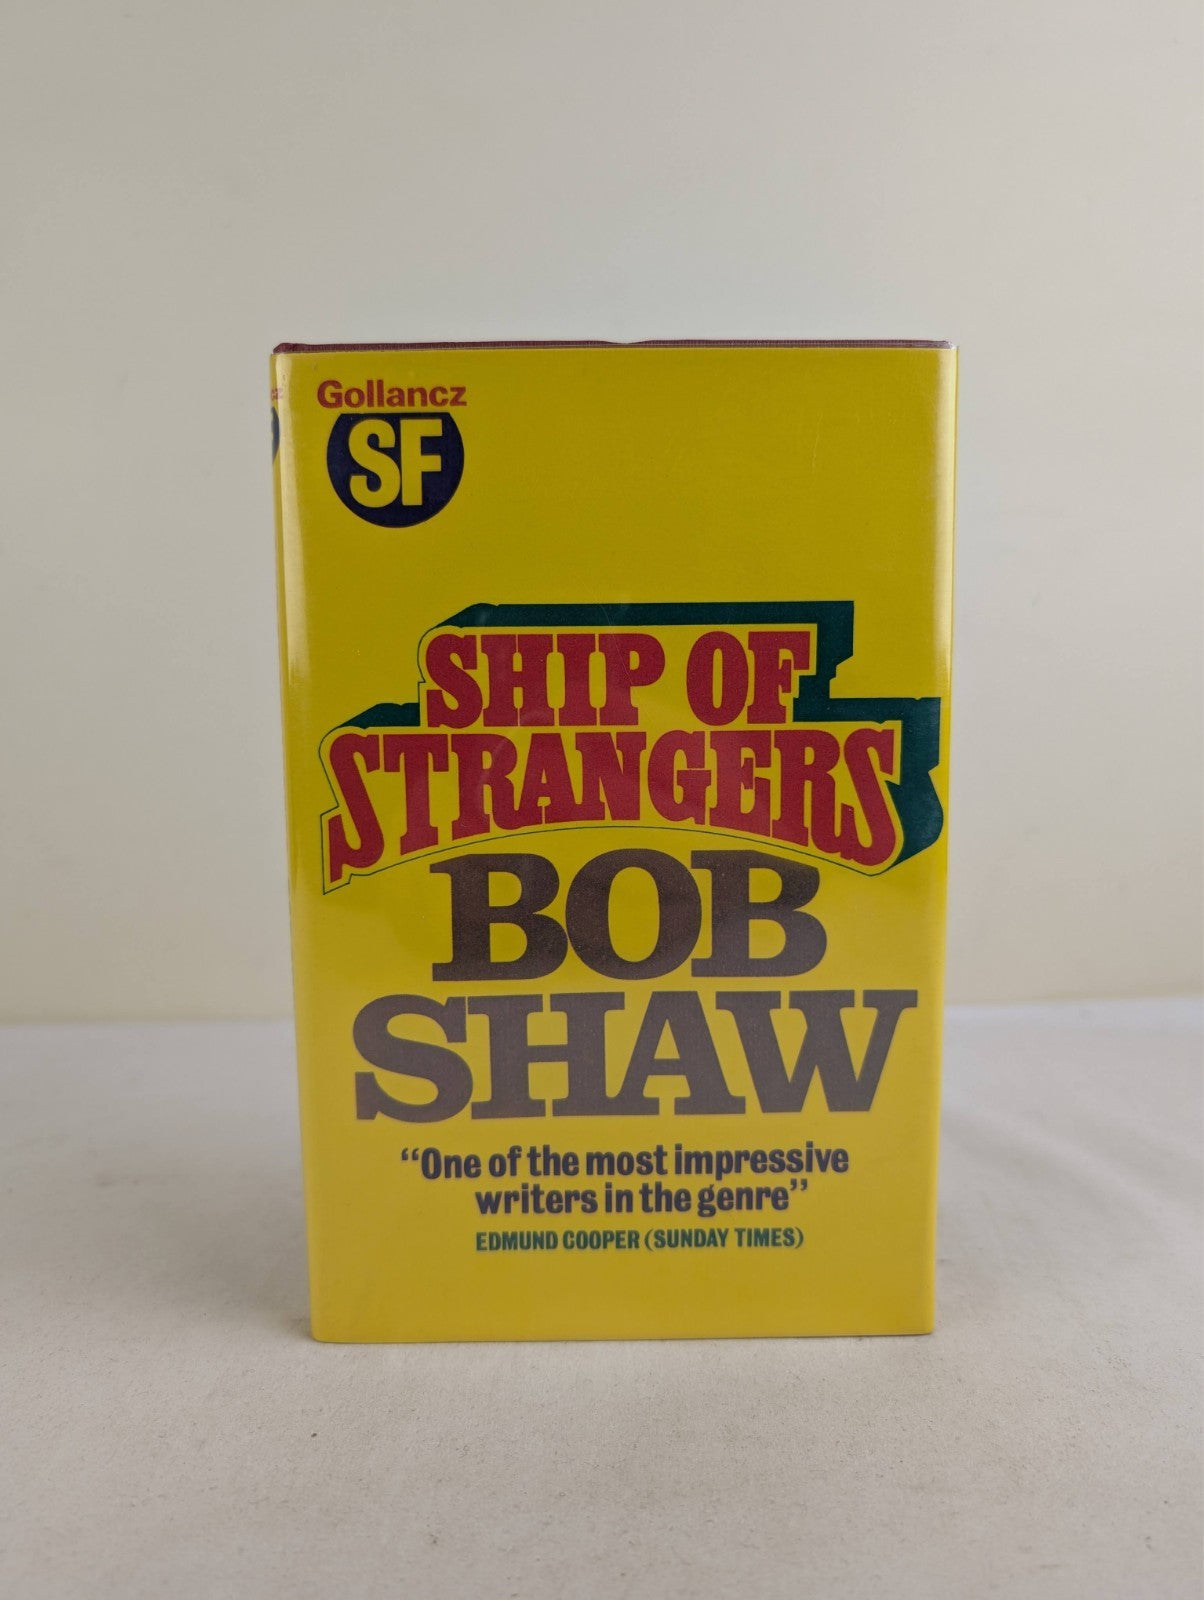 Gollancz
SF
SHIP OF
STRANGERS
BOB
SHAW
“One of the most impressive
writers in the genre”
EDMUND COOPER (SUNDAY TIMES)